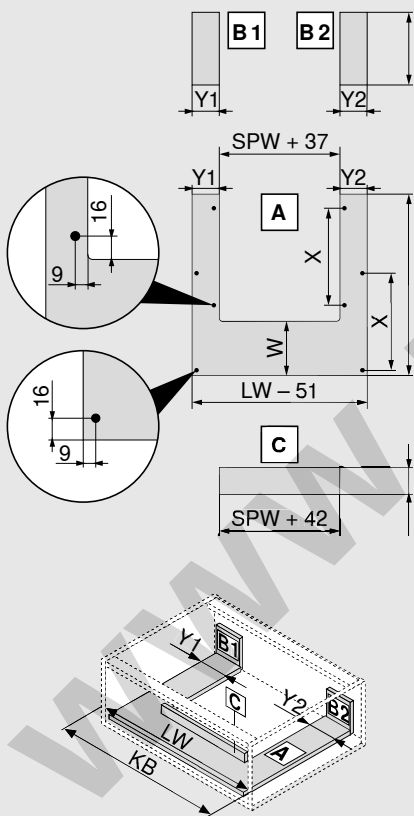 B1 B2
Y1 Y2
SPW + 37
Y1 Y2
A
16
X
9
X
W
16
LW – 51
9
C
SPW + 42
Y1 B1
C Y2 B2
LW A
KB
WWW